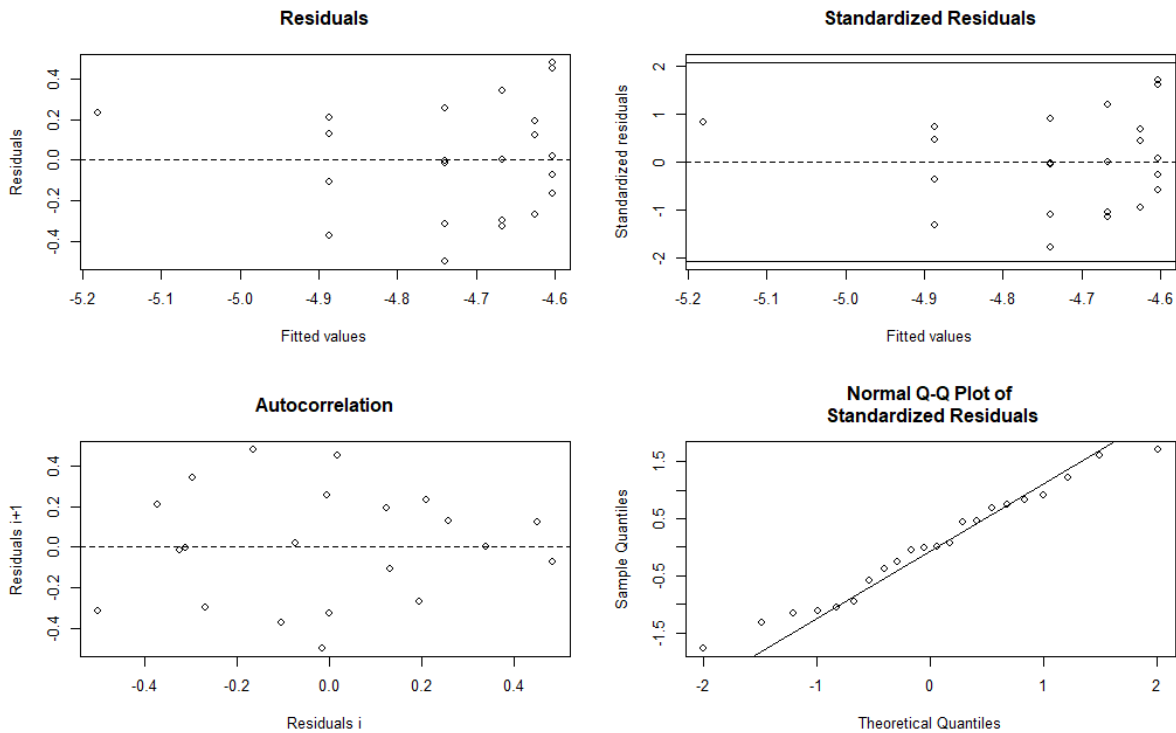 Residuals
Residuals
0.4
0.2
0.0
-0.2
-0.4
-5.2 -5.1 -5.0 -4.9 -4.8 -4.7 -4.6
Fitted values
Standardized Residuals
Standardized residuals
2
1
0
-1
-2
-5.2 -5.1 -5.0 -4.9 -4.8 -4.7 -4.6
Fitted values
Autocorrelation
Residuals i+1
0.4
0.2
0.0
-0.2
-0.4
-0.4 -0.2 0.0 0.2 0.4
Residuals i
Normal Q-Q Plot of
Standardized Residuals
Sample Quantiles
1.5
0.5
-0.5
-1.5
-2 -1 0 1 2
Theoretical Quantiles